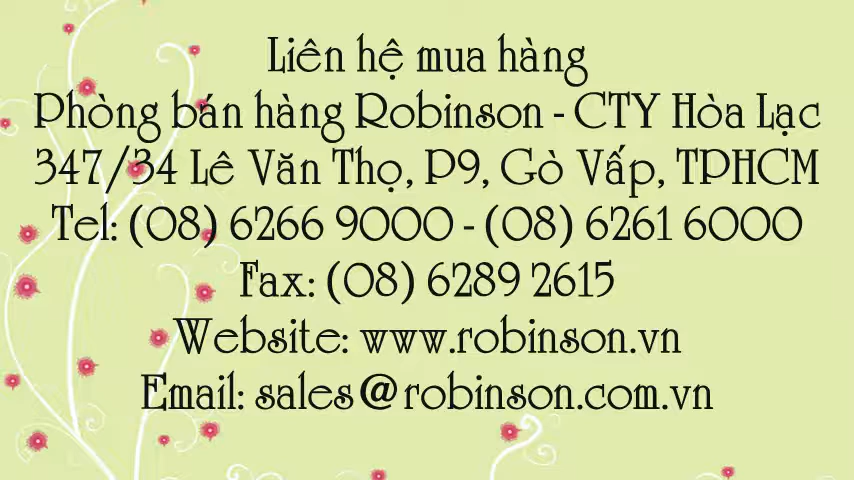 Liên hệ mua hàng
Phòng bán hàng Robinson - CTY Hòa Lạc
347/34 Lê Văn Thọ, P9, Gò Vấp, TPHCM
Tel: (08) 6266 9000 - (08) 6261 6000
Fax: (08) 6289 2615
Website: www.robinson.vn
Email: sales@robinson.com.vn